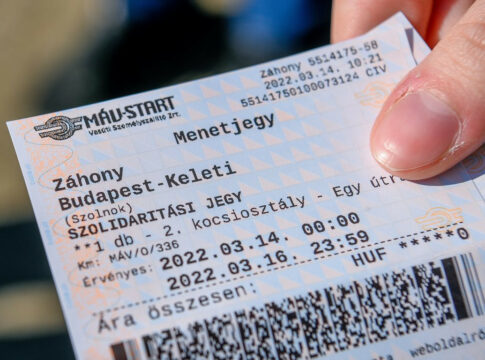 Záhony 5514175-58
2022.03.14. 10:21
55141750100073124 CIV
MÁV-START
Vasúti Személyszállító Zrt.
Menetjegy
Záhony
Budapest-Keleti
(Szolnok)
SZOLIDARITÁSI JEGY
**1 db - 2. kocsiosztály - Egy útra
Km: MÁV/0/336
Érvényes: 2022.03.14. 00:00
2022.03.16. 23:59
Ára összesen: HUF *****0